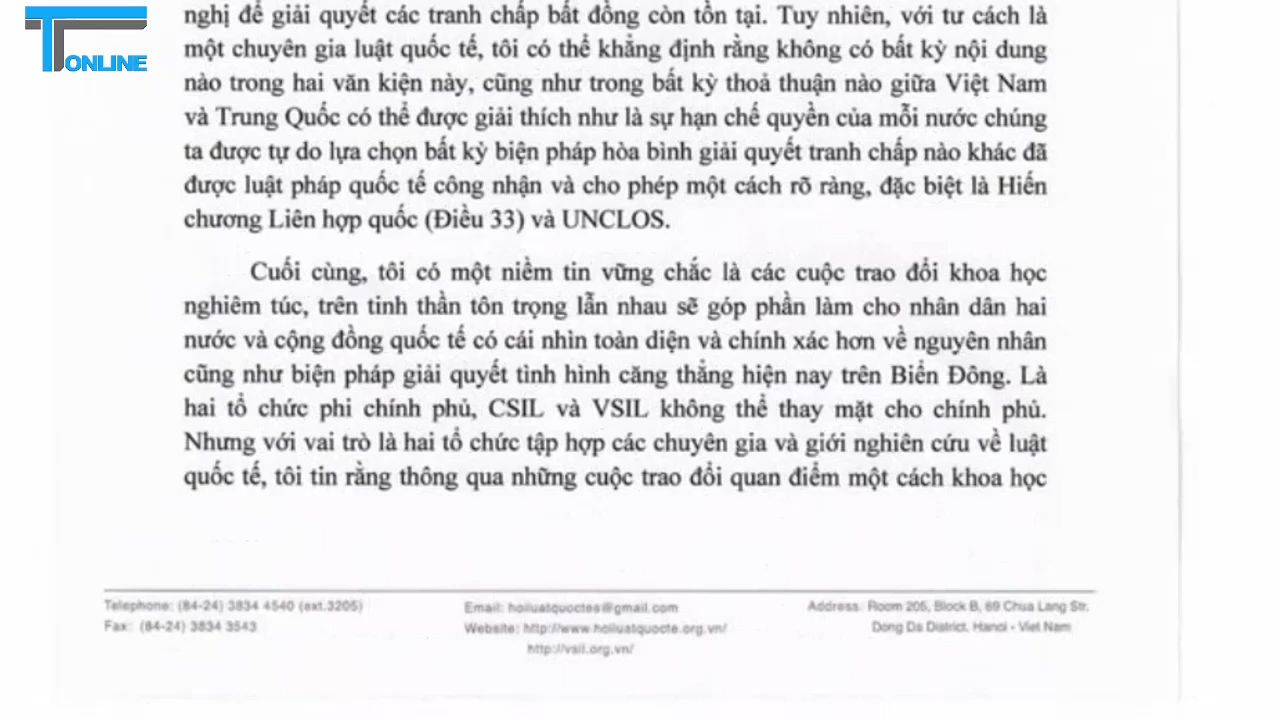 TT ONLINE
nghị để giải quyết các tranh chấp bất đồng còn tồn tại. Tuy nhiên, với tư cách là
một chuyên gia luật quốc tế, tôi có thể khẳng định rằng không có bất kỳ nội dung
nào trong hai văn kiện này, cũng như trong bất kỳ thoả thuận nào giữa Việt Nam
và Trung Quốc có thể được giải thích như là sự hạn chế quyền của mỗi nước chúng
ta được tự do lựa chọn bất kỳ biện pháp hòa bình giải quyết tranh chấp nào khác đã
được luật pháp quốc tế công nhận và cho phép một cách rõ ràng, đặc biệt là Hiến
chương Liên hợp quốc (Điều 33) và UNCLOS.
Cuối cùng, tôi có một niềm tin vững chắc là các cuộc trao đổi khoa học
nghiêm túc, trên tinh thần tôn trọng lẫn nhau sẽ góp phần làm cho nhân dân hai
nước và cộng đồng quốc tế có cái nhìn toàn diện và chính xác hơn về nguyên nhân
cũng như biện pháp giải quyết tình hình căng thẳng hiện nay trên Biển Đông. Là
hai tổ chức phi chính phủ, CSIL và VSIL không thể thay mặt cho chính phủ.
Nhưng với vai trò là hai tổ chức tập hợp các chuyên gia và giới nghiên cứu về luật
quốc tế, tôi tin rằng thông qua những cuộc trao đổi quan điểm một cách khoa học
Telephone: (84-24) 3834 4540 (ext.3205)
Fax: (84-24) 3834 3543
Email: hoiluatquocte@gmail.com
Website: http://www.hoiluatquocte.org.vn/
http://vsil.org.vn/
Address: Room 205, Block B, 69 Chua Lang Str.
Dong Da District, Hanoi - Viet Nam